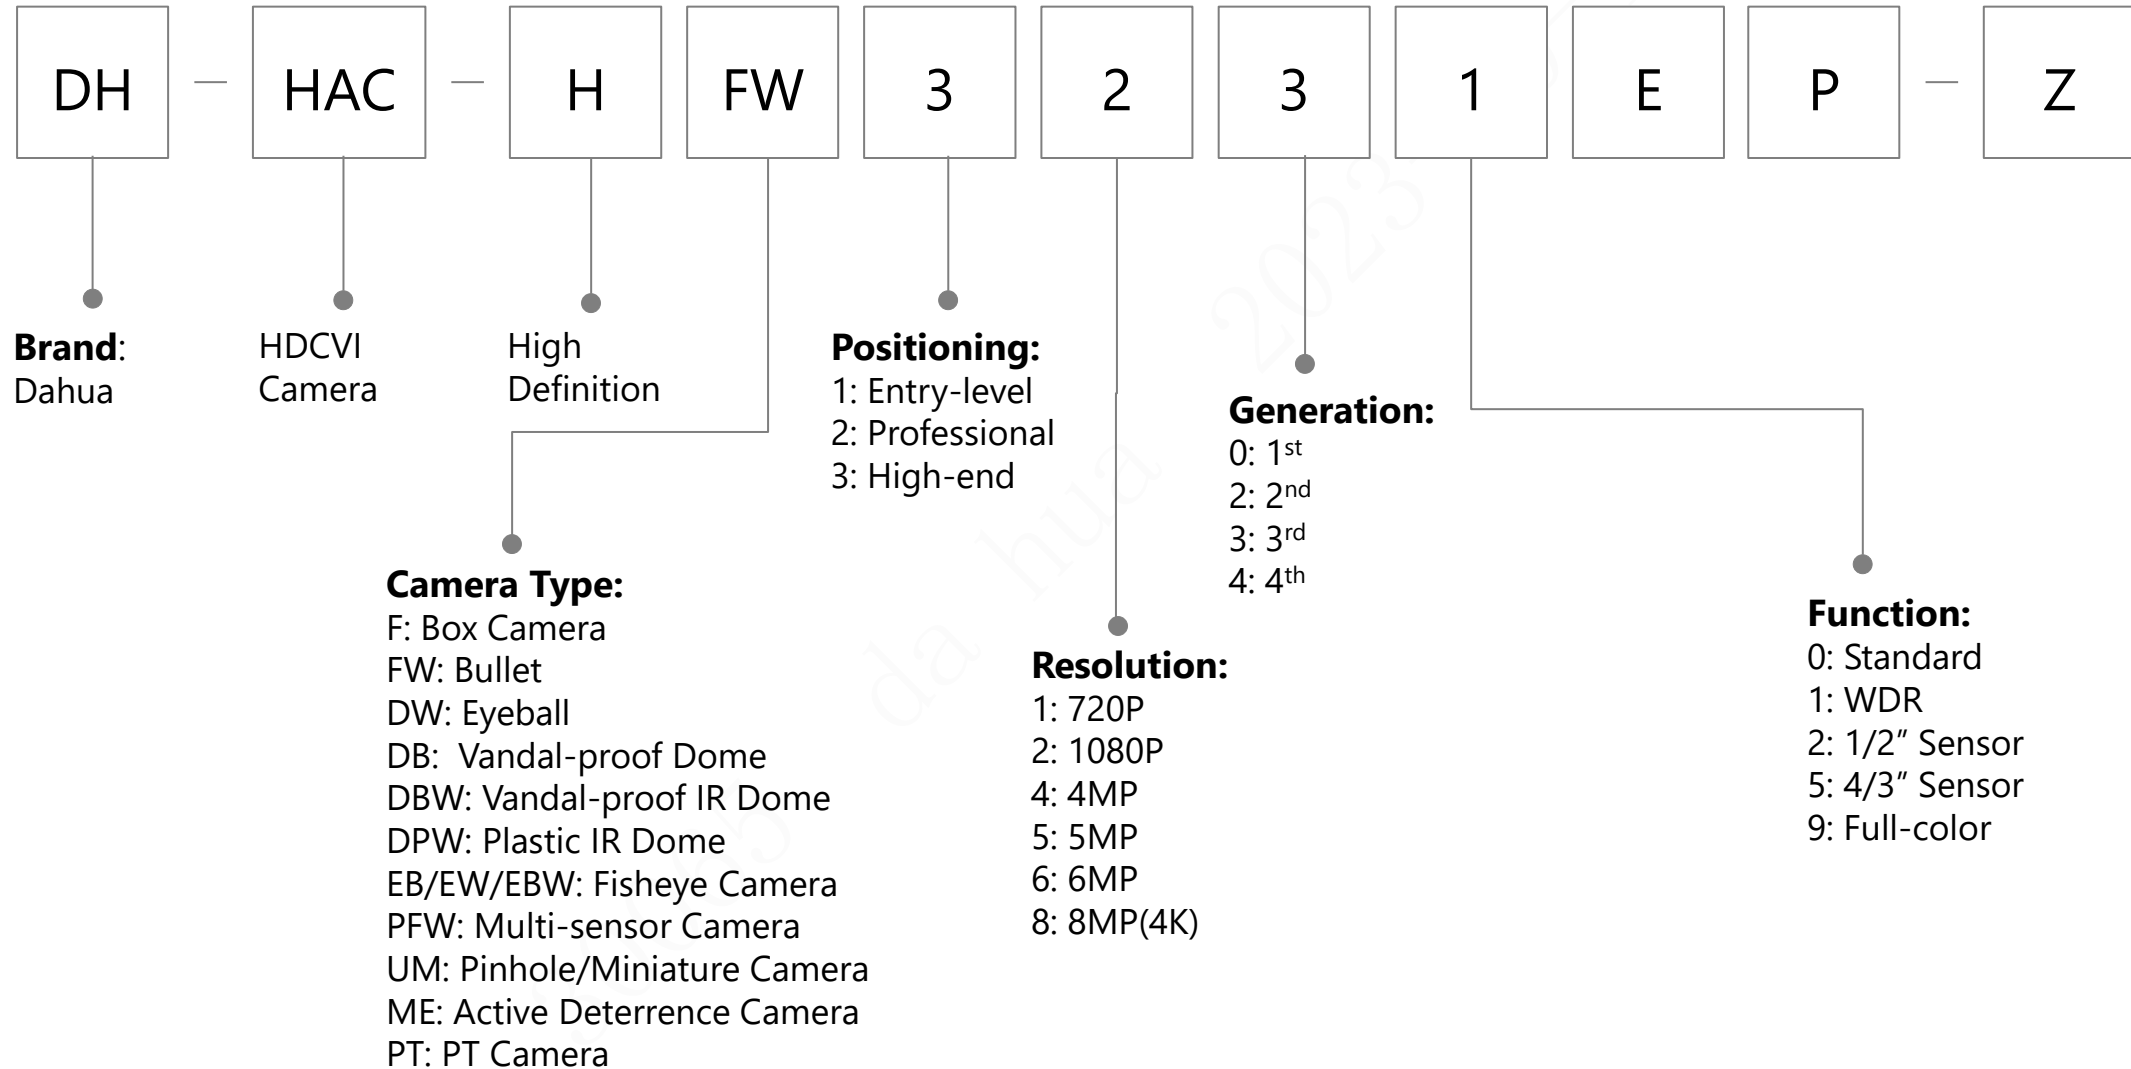 DH — HAC — H FW 3 2 3 1 E P — Z
Brand:
Dahua
HDCVI
Camera
High
Definition
Positioning:
1: Entry-level
2: Professional
3: High-end
Generation:
0: 1st
2: 2nd
3: 3rd
4: 4th
Camera Type:
F: Box Camera
FW: Bullet
DW: Eyeball
DB:  Vandal-proof Dome
DBW: Vandal-proof IR Dome
DPW: Plastic IR Dome
EB/EW/EBW: Fisheye Camera
PFW: Multi-sensor Camera
UM: Pinhole/Miniature Camera
ME: Active Deterrence Camera
PT: PT Camera
Resolution:
1: 720P
2: 1080P
4: 4MP
5: 5MP
6: 6MP
8: 8MP(4K)
Function:
0: Standard
1: WDR
2: 1/2” Sensor
5: 4/3” Sensor
9: Full-color
da hua 2023